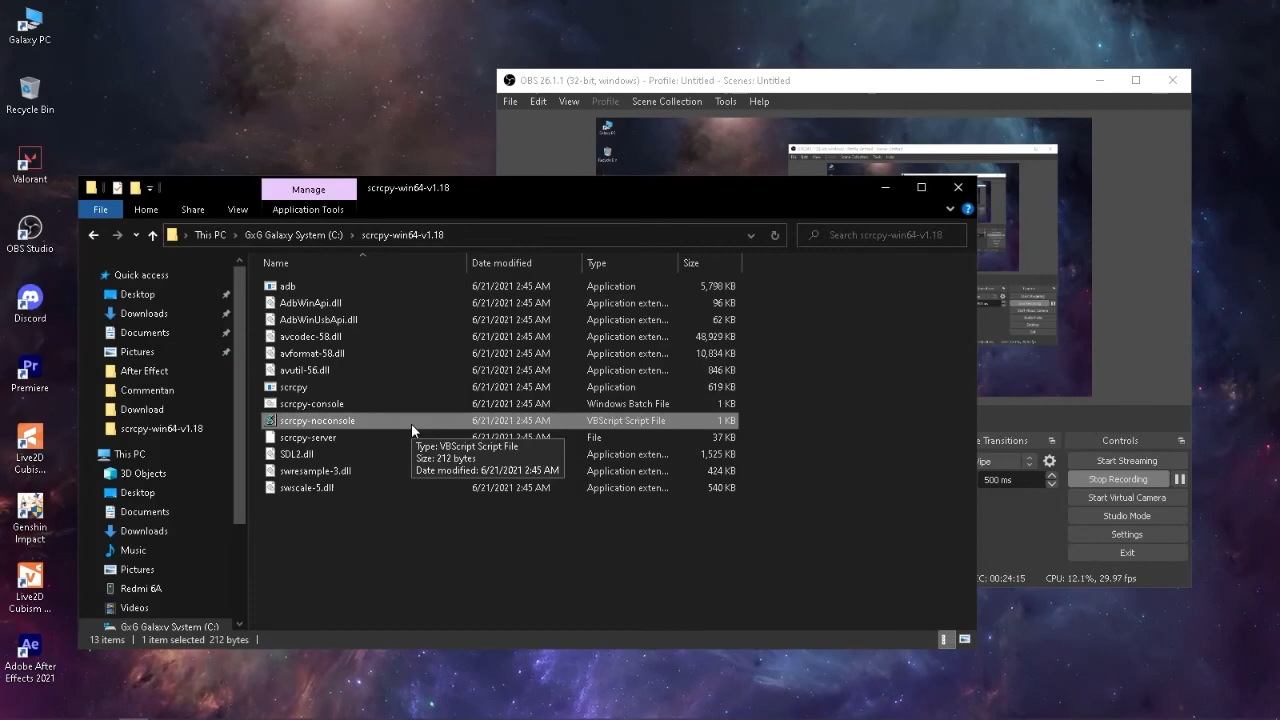 Galaxy PC
Recycle Bin
Valorant
OBS Studio
Discord
Premiere
Live2D
Cubism ...
Genshin
Impact
Live2D
Cubism ...
Adobe After
Effects 2021
OBS 26.1.1 (32-bit, windows) - Profile: Untitled - Scenes: Untitled
File Edit View Profile Scene Collection Tools Help
Manage scrcpy-win64-v1.18
File Home Share View Application Tools
This PC GxG Galaxy System (C:) scrcpy-win64-v1.18 Search scrcpy-win64-v1.18
Quick access
Desktop
Downloads
Documents
Pictures
After Effect
Commentan
Download
scrcpy-win64-v1.18
This PC
3D Objects
Desktop
Documents
Downloads
Music
Pictures
Redmi 6A
Videos
GxG Galaxy System (C:)
Name Date modified Type Size
adb 6/21/2021 2:45 AM Application 5,798 KB
AdbWinApi.dll 6/21/2021 2:45 AM Application exten... 96 KB
AdbWinUsbApi.dll 6/21/2021 2:45 AM Application exten... 62 KB
avcodec-58.dll 6/21/2021 2:45 AM Application exten... 48,929 KB
avformat-58.dll 6/21/2021 2:45 AM Application exten... 10,834 KB
avutil-56.dll 6/21/2021 2:45 AM Application exten... 846 KB
scrcpy 6/21/2021 2:45 AM Application 619 KB
scrcpy-console 6/21/2021 2:45 AM Windows Batch File 1 KB
scrcpy-noconsole 6/21/2021 2:45 AM VBScript Script File 1 KB
scrcpy-server 6/21/2021 2:45 AM File 37 KB
SDL2.dll 6/21/2021 2:45 AM Application exten... 1,525 KB
swresample-3.dll 6/21/2021 2:45 AM Application exten... 424 KB
swscale-5.dll 6/21/2021 2:45 AM Application exten... 540 KB
Type: VBScript Script File
Size: 212 bytes
Date modified: 6/21/2021 2:45 AM
13 items 1 item selected 212 bytes
Transitions Controls
500 ms
Start Streaming
Stop Recording
Start Virtual Camera
Studio Mode
Settings
Exit
00:24:15 CPU: 12.1%, 29.97 fps